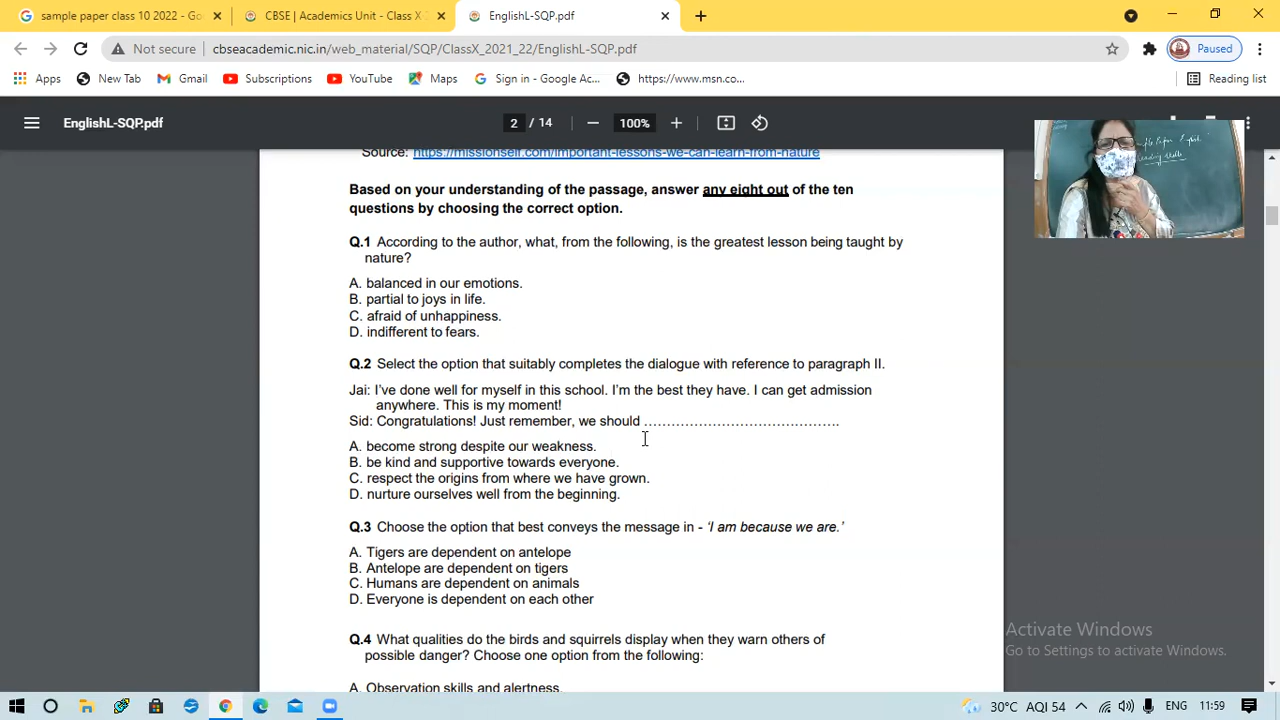 sample paper class 10 2022 - Go
CBSE | Academics Unit - Class X
EnglishL-SQP.pdf
Not secure
cbseacademic.nic.in/web_material/SQP/ClassX_2021_22/EnglishL-SQP.pdf
Paused
Apps
New Tab
Gmail
Subscriptions
YouTube
Maps
Sign in - Google Ac...
https://www.msn.co...
Reading list
EnglishL-SQP.pdf
2 / 14
100%
Source: https://missionself.com/important-lessons-we-can-learn-from-nature
Based on your understanding of the passage, answer any eight out of the ten
questions by choosing the correct option.
Q.1 According to the author, what, from the following, is the greatest lesson being taught by
nature?
A. balanced in our emotions.
B. partial to joys in life.
C. afraid of unhappiness.
D. indifferent to fears.
Q.2 Select the option that suitably completes the dialogue with reference to paragraph II.
Jai: I've done well for myself in this school. I'm the best they have. I can get admission
anywhere. This is my moment!
Sid: Congratulations! Just remember, we should …………………………………….
A. become strong despite our weakness.
B. be kind and supportive towards everyone.
C. respect the origins from where we have grown.
D. nurture ourselves well from the beginning.
Q.3 Choose the option that best conveys the message in - 'I am because we are.'
A. Tigers are dependent on antelope
B. Antelope are dependent on tigers
C. Humans are dependent on animals
D. Everyone is dependent on each other
Q.4 What qualities do the birds and squirrels display when they warn others of
possible danger? Choose one option from the following:
A. Observation skills and alertness.
Activate Windows
Go to Settings to activate Windows.
30°C AQI 54
ENG
11:59